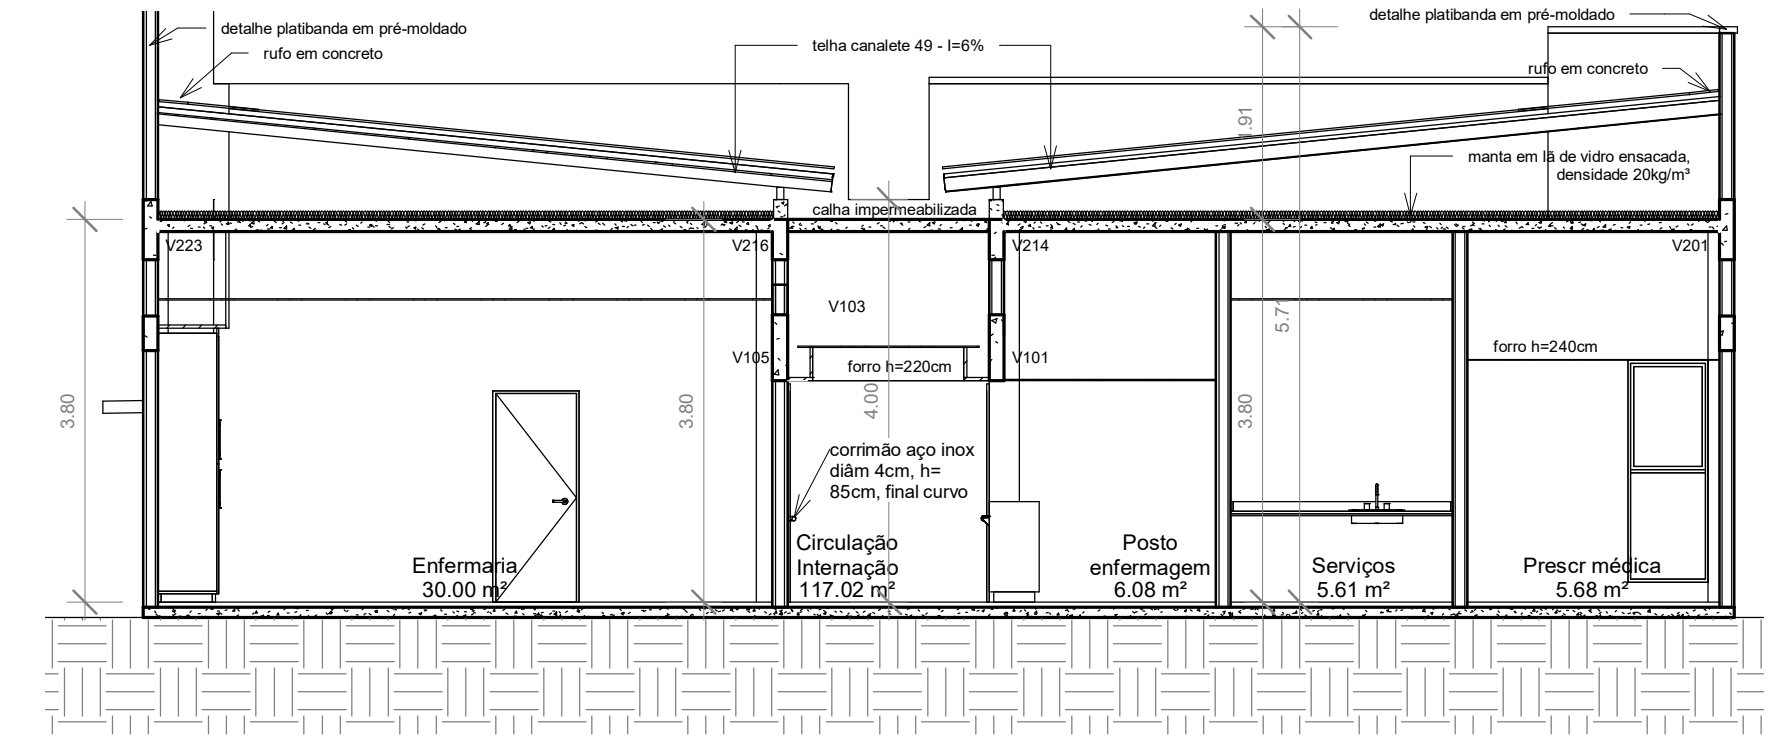 detalhe platibanda em pré-moldado
detalhe platibanda em pré-moldado
rufo em concreto
telha canalete 49 - I=6%
rufo em concreto
1.91
manta em lã de vidro ensacada,
densidade 20kg/m³
calha impermeabilizada
V223
V216
V214
V201
V103
5.71
V105
forro h=220cm
V101
forro h=240cm
3.80
3.80
4.00
3.80
corrimão aço inox
diâm 4cm, h=
85cm, final curvo
Enfermaria
30.00 m²
Circulação
Internação
117.02 m²
Posto
enfermagem
6.08 m²
Serviços
5.61 m²
Prescr médica
5.68 m²